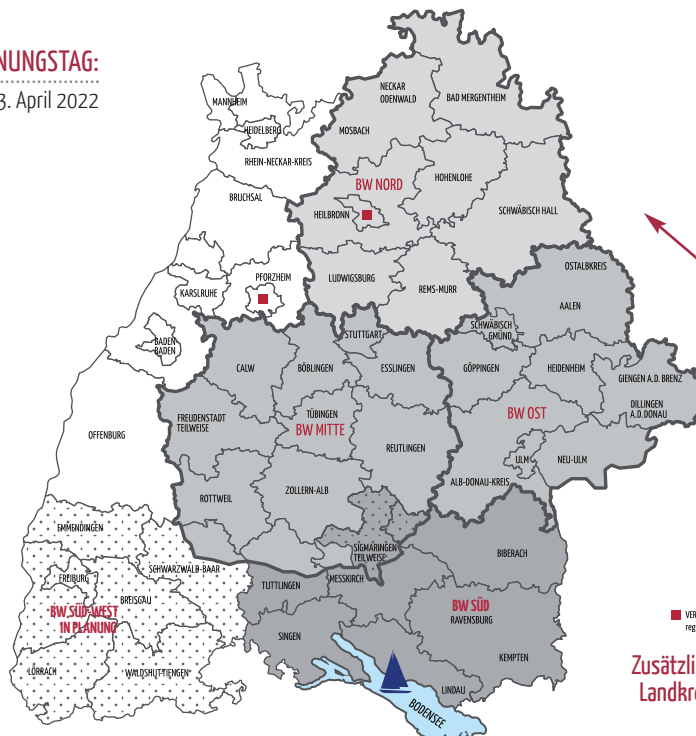 NUNGSTAG:
3. April 2022
NECKAR
ODENWALD
BAD MERGENTHEIM
MANNHEIM
MOSBACH
HEIDELBERG
RHEIN-NECKAR-KREIS
HOHENLOHE
BW NORD
BRUCHSAL
SCHWÄBISCH HALL
HEILBRONN
OSTALBKREIS
PFORZHEIM
LUDWIGSBURG
REMS-MURR
KARLSRUHE
AALEN
SCHWÄBISCH
GMÜND
STUTTGART
BADEN
BADEN
CALW
BÖBLINGEN
ESSLINGEN
GÖPPINGEN
HEIDENHEIM
GIENGEN A.D. BRENZ
DILLINGEN
A.D. DONAU
FREUDENSTADT
TEILWEISE
TÜBINGEN
BW MITTE
BW OST
OFFENBURG
REUTLINGEN
ULM
NEU-ULM
ALB-DONAU-KREIS
ROTTWEIL
ZOLLERN-ALB
EMMENDINGEN
SIGMARINGEN
TEILWEISE
BIBERACH
SCHWARZWALD-BAAR
FREIBURG
TUTTLINGEN
MESSKIRCH
BREISGAU
BW SÜD-WEST
IN PLANUNG
BW SÜD
RAVENSBURG
VER
reg
SINGEN
KEMPTEN
LÖRRACH
WALDSHUT-TIENGEN
LINDAU
BODENSEE
Zusätzli
Landkre